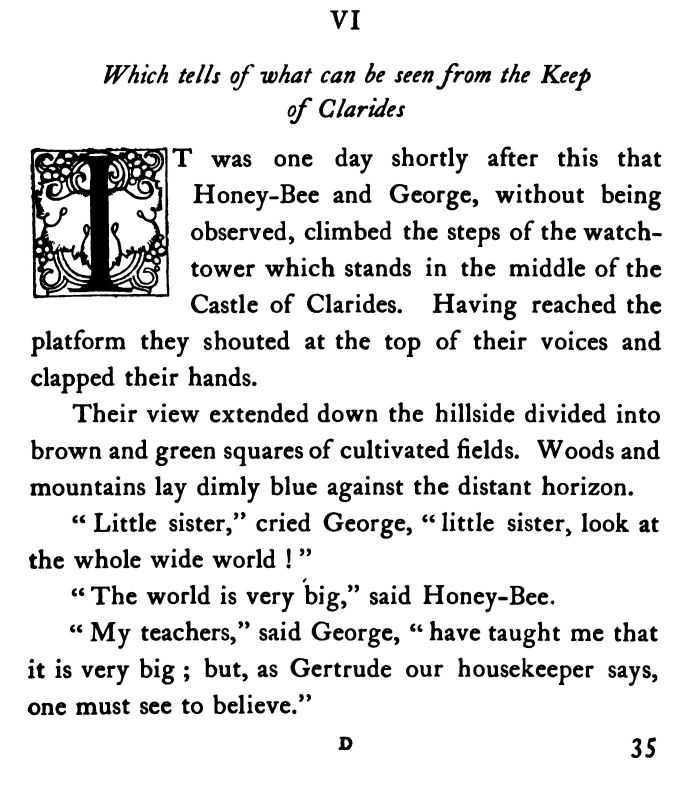 VI
Which tells of what can be seen from the Keep
of Clarides
IT was one day shortly after this that
Honey-Bee and George, without being
observed, climbed the steps of the watch-
tower which stands in the middle of the
Castle of Clarides. Having reached the
platform they shouted at the top of their voices and
clapped their hands.
Their view extended down the hillside divided into
brown and green squares of cultivated fields. Woods and
mountains lay dimly blue against the distant horizon.
“ Little sister,” cried George, “ little sister, look at
the whole wide world ! ”
“ The world is very big,” said Honey-Bee.
“ My teachers,” said George, “ have taught me that
it is very big ; but, as Gertrude our housekeeper says,
one must see to believe.”
D 35